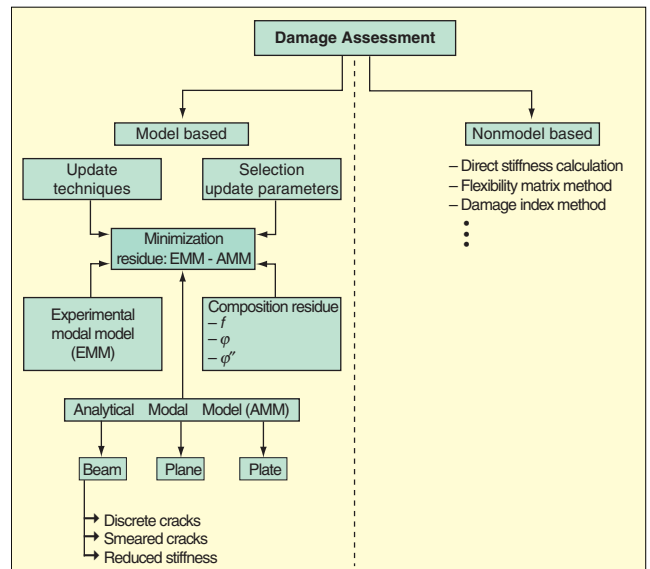 Damage Assessment
Model based
Nonmodel based
– Direct stiffness calculation
– Flexibility matrix method
– Damage index method
Update
techniques
Selection
update parameters
Minimization
residue: EMM - AMM
Experimental
modal model
(EMM)
Composition residue
– f
– φ
– φ″
Analytical Modal Model (AMM)
Beam
Plane
Plate
Discrete cracks
Smeared cracks
Reduced stiffness